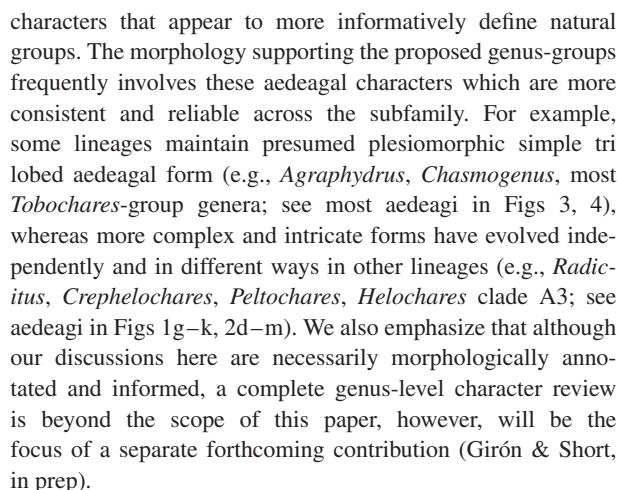 characters that appear to more informatively define natural
groups. The morphology supporting the proposed genus-groups
frequently involves these aedeagal characters which are more
consistent and reliable across the subfamily. For example,
some lineages maintain presumed plesiomorphic simple tri
lobed aedeagal form (e.g., Agraphydrus, Chasmogenus, most
Tobochares-group genera; see most aedeagi in Figs 3, 4),
whereas more complex and intricate forms have evolved inde-
pendently and in different ways in other lineages (e.g., Radic-
itus, Crephelochares, Peltochares, Helochares clade A3; see
aedeagi in Figs 1g–k, 2d–m). We also emphasize that although
our discussions here are necessarily morphologically anno-
tated and informed, a complete genus-level character review
is beyond the scope of this paper, however, will be the
focus of a separate forthcoming contribution (Girón & Short,
in prep).